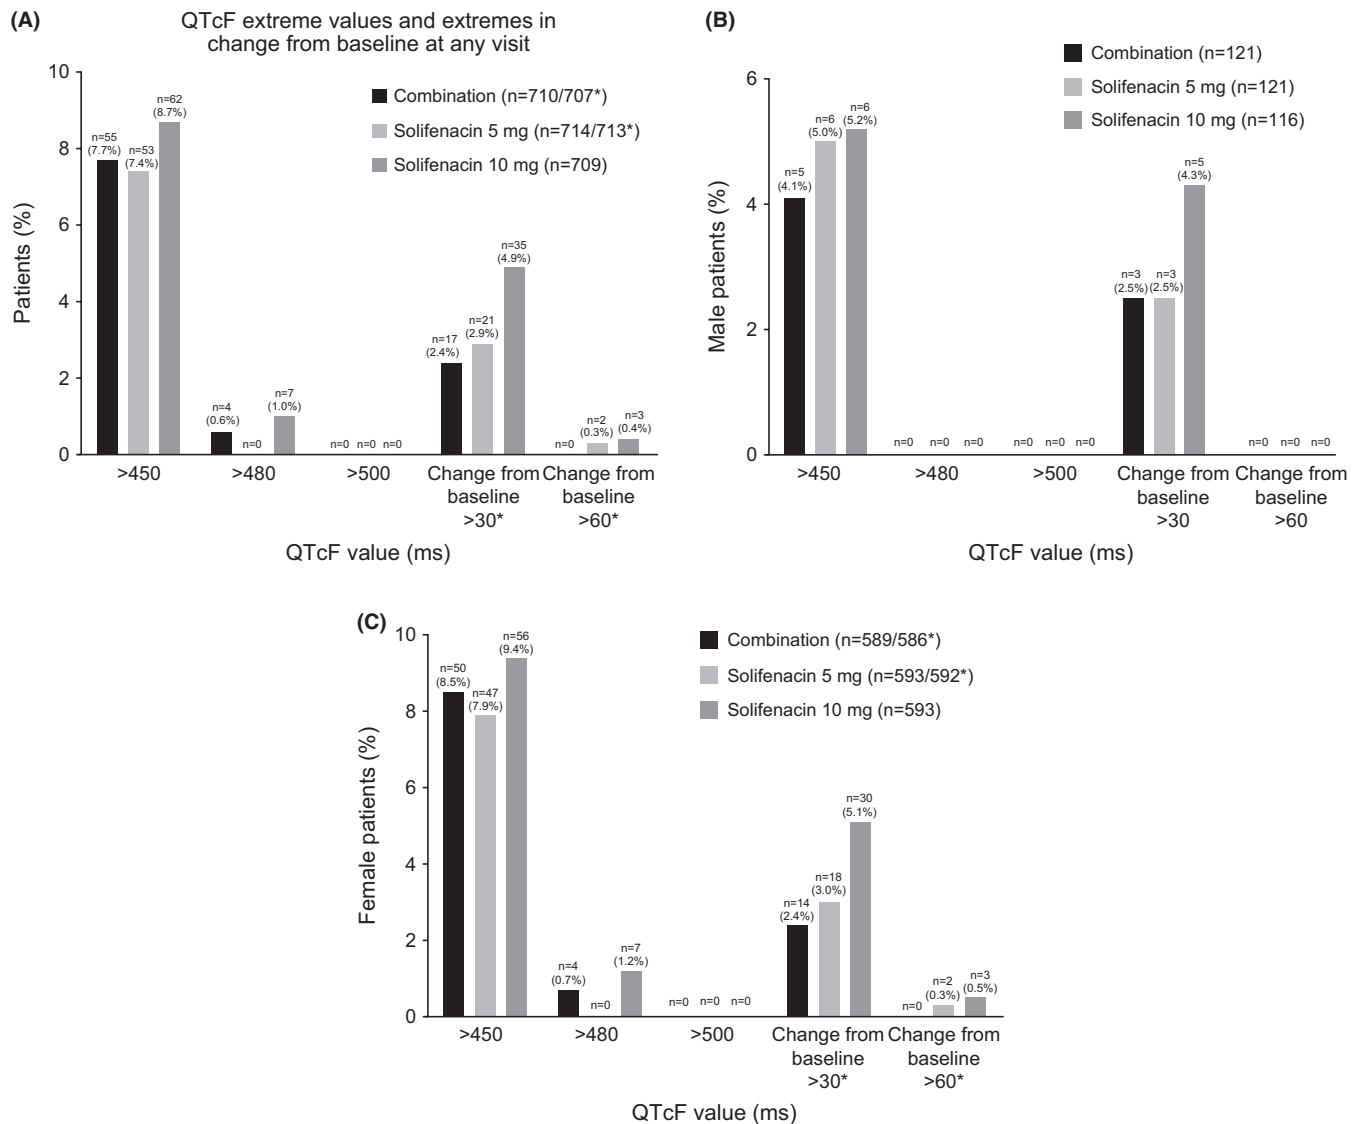 (A)
QTcF extreme values and extremes in
change from baseline at any visit
Patients (%)
10
8
6
4
2
0
Combination (n=710/707*)
Solifenacin 5 mg (n=714/713*)
Solifenacin 10 mg (n=709)
n=55
(7.7%)
n=53
(7.4%)
n=62
(8.7%)
n=4
(0.6%)
n=0
n=7
(1.0%)
n=0 n=0 n=0
n=17
(2.4%)
n=21
(2.9%)
n=35
(4.9%)
n=0
n=2
(0.3%)
n=3
(0.4%)
>450
>480
>500
Change from
baseline
>30*
Change from
baseline
>60*
QTcF value (ms)
(B)
Male patients (%)
6
4
2
0
Combination (n=121)
Solifenacin 5 mg (n=121)
Solifenacin 10 mg (n=116)
n=5
(4.1%)
n=6
(5.0%)
n=6
(5.2%)
n=0 n=0 n=0
n=0 n=0 n=0
n=3
(2.5%)
n=3
(2.5%)
n=5
(4.3%)
n=0 n=0 n=0
>450
>480
>500
Change from
baseline
>30
Change from
baseline
>60
QTcF value (ms)
(C)
Female patients (%)
10
8
6
4
2
0
Combination (n=589/586*)
Solifenacin 5 mg (n=593/592*)
Solifenacin 10 mg (n=593)
n=50
(8.5%)
n=47
(7.9%)
n=56
(9.4%)
n=4
(0.7%)
n=0
n=7
(1.2%)
n=0 n=0 n=0
n=14
(2.4%)
n=18
(3.0%)
n=30
(5.1%)
n=0
n=2
(0.3%)
n=3
(0.5%)
>450
>480
>500
Change from
baseline
>30*
Change from
baseline
>60*
QTcF value (ms)